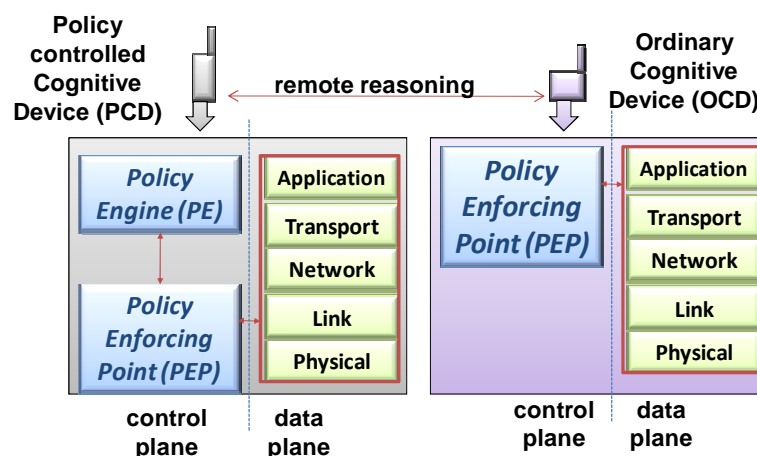 Policy
controlled
Cognitive
Device (PCD)
remote reasoning
Ordinary
Cognitive
Device (OCD)
Policy
Engine (PE)
Policy
Enforcing
Point (PEP)
Application
Transport
Network
Link
Physical
control
plane
data
plane
Policy
Enforcing
Point (PEP)
Application
Transport
Network
Link
Physical
control
plane
data
plane